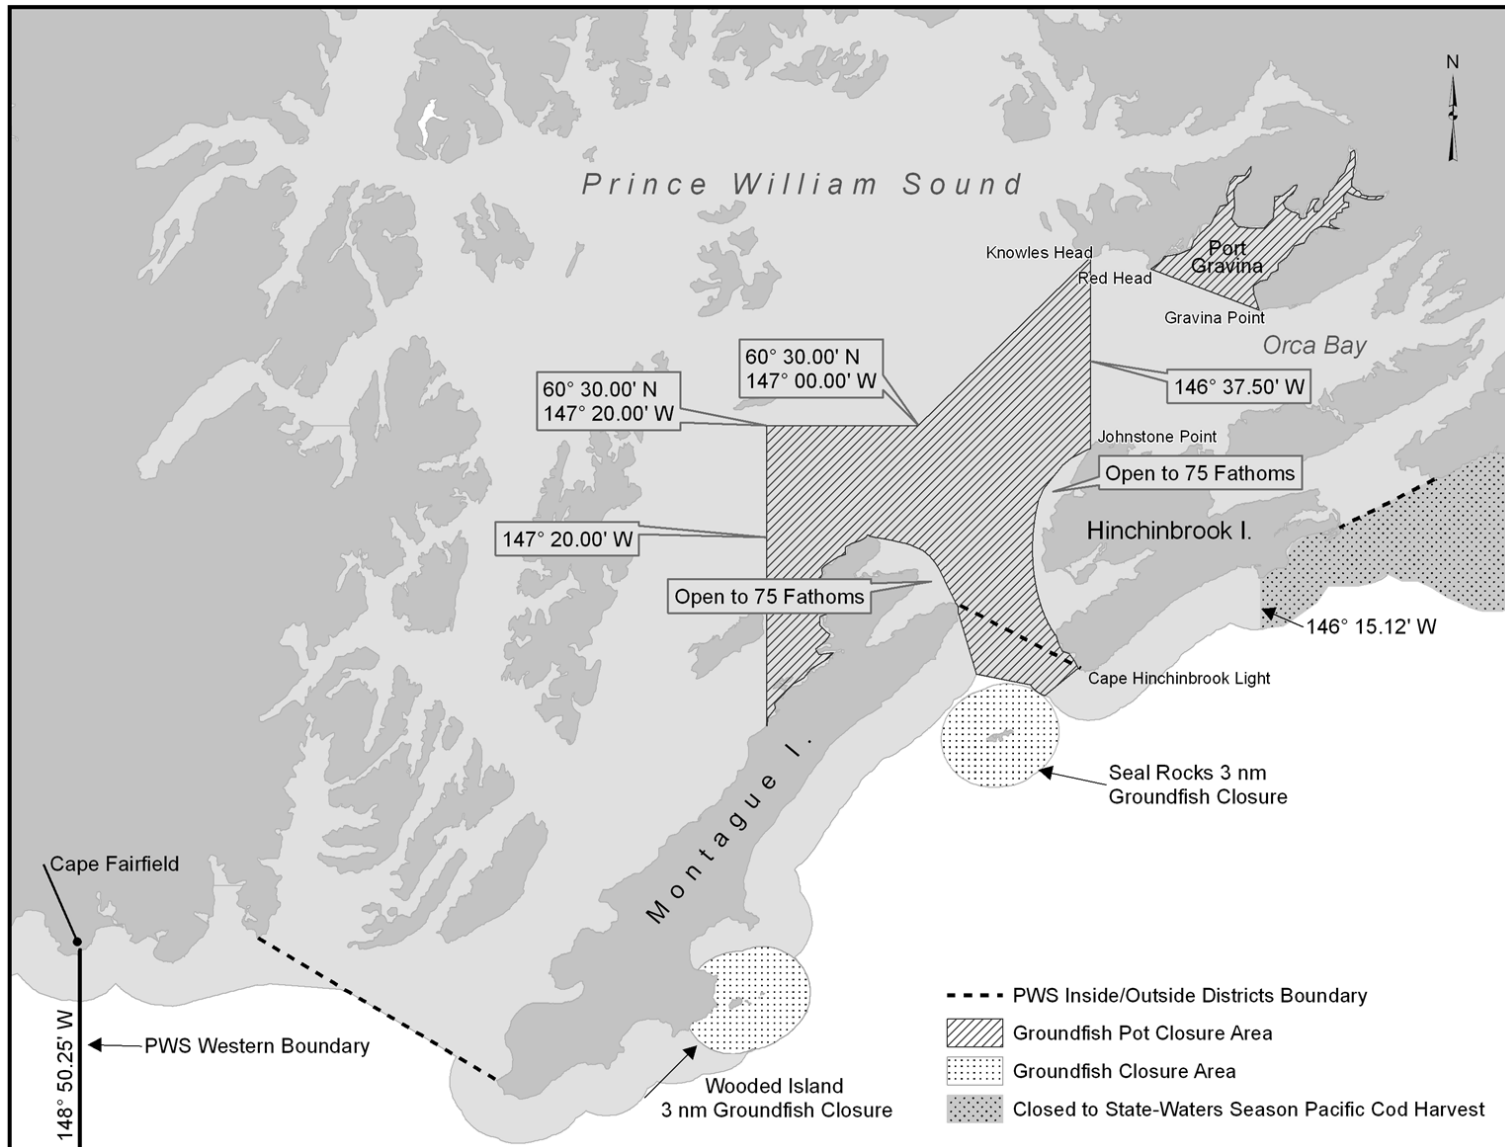 N
Prince William Sound
Knowles Head
Port
Gravina
Red Head
Gravina Point
Orca Bay
60° 30.00' N
147° 00.00' W
60° 30.00' N
147° 20.00' W
146° 37.50' W
Johnstone Point
Open to 75 Fathoms
Hinchinbrook I.
147° 20.00' W
Open to 75 Fathoms
146° 15.12' W
Cape Hinchinbrook Light
Seal Rocks 3 nm
Groundfish Closure
Montague I.
Cape Fairfield
148° 50.25' W
PWS Western Boundary
Wooded Island
3 nm Groundfish Closure
PWS Inside/Outside Districts Boundary
Groundfish Pot Closure Area
Groundfish Closure Area
Closed to State-Waters Season Pacific Cod Harvest